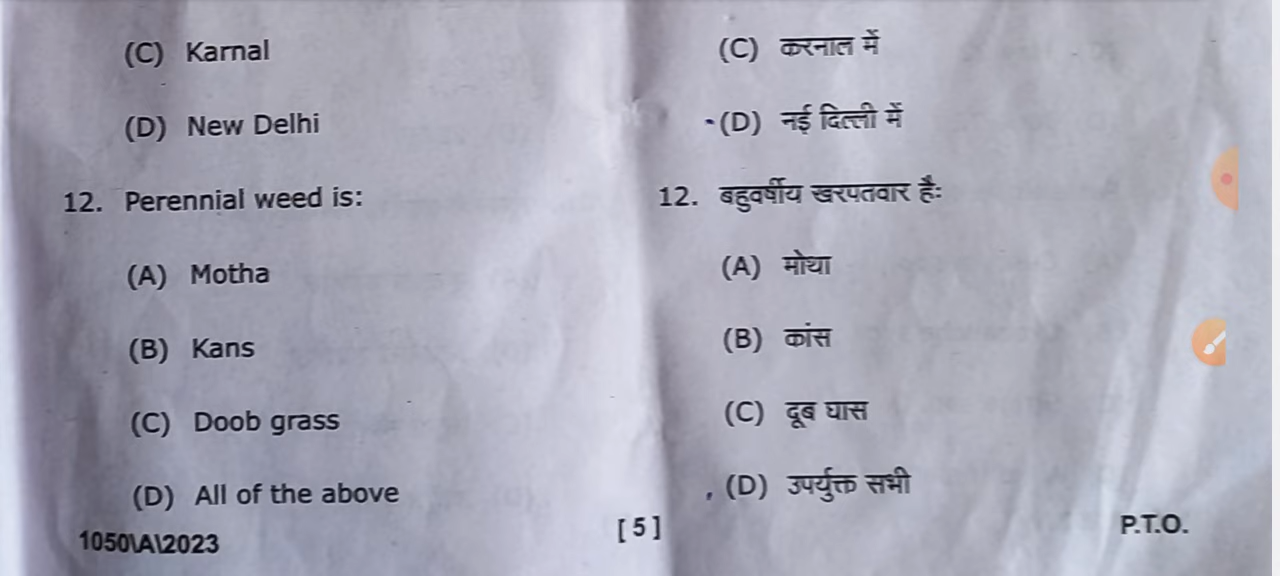 (C) Karnal
(D) New Delhi
12. Perennial weed is:
(A) Motha
(B) Kans
(C) Doob grass
(D) All of the above
1050\A\2023
(C) करनाल में
(D) नई दिल्ली में
12. बहुवर्षीय खरपतवार है:
(A) मोथा
(B) कांस
(C) दूब घास
(D) उपर्युक्त सभी
[5]
P.T.O.